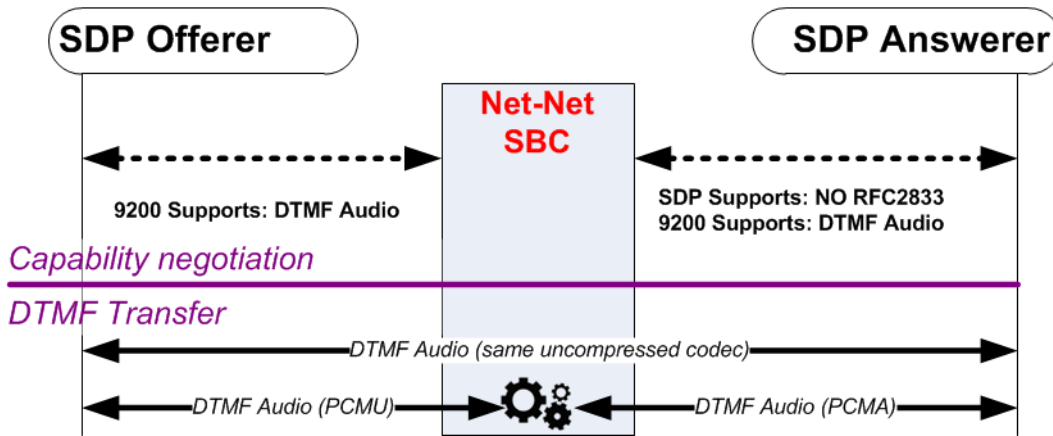 SDP Offerer
SDP Answerer
Net-Net
SBC
9200 Supports: DTMF Audio
SDP Supports: NO RFC2833
9200 Supports: DTMF Audio
Capability negotiation
DTMF Transfer
DTMF Audio (same uncompressed codec)
DTMF Audio (PCMU)
DTMF Audio (PCMA)